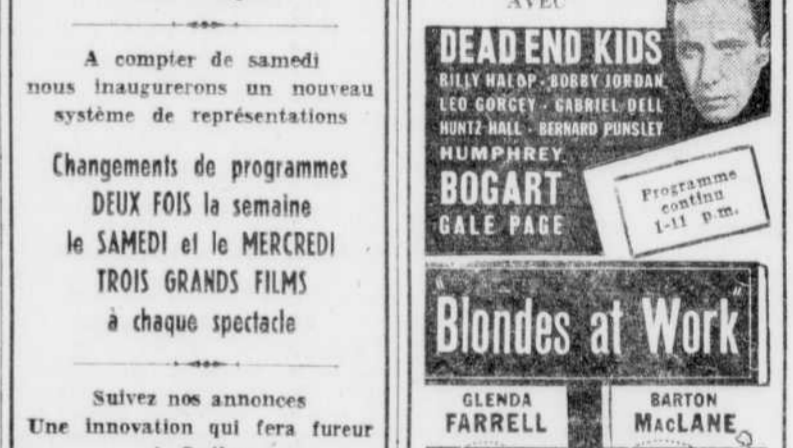 A compter de samedi
nous inaugurerons un nouveau
système de représentations
Changements de programmes
DEUX FOIS la semaine
le SAMEDI et le MERCREDI
TROIS GRANDS FILMS
à chaque spectacle
Suivez nos annonces
Une innovation qui fera fureur
AVEC
DEAD END KIDS
BILLY HALOP - BOBBY JORDAN
LEO GORCEY - GABRIEL DELL
HUNTZ HALL - BERNARD PUNSLEY
HUMPHREY
BOGART
GALE PAGE
Programme
continu
1-11 p.m.
"Blondes at Work"
GLENDA
FARRELL
BARTON
MACLANE